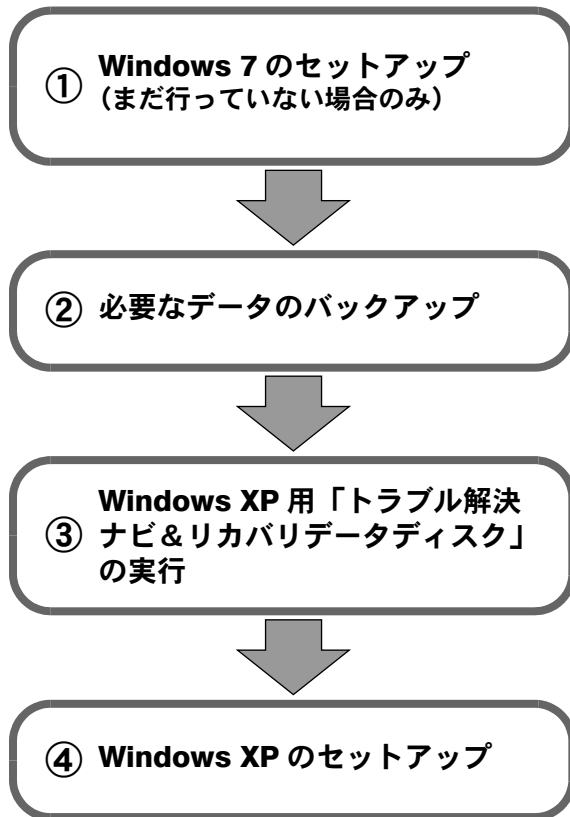 ① Windows 7 のセットアップ
（まだ行っていない場合のみ）
② 必要なデータのバックアップ
Windows XP 用「トラブル解決
③ ナビ＆リカバリデータディスク」
の実行
④ Windows XP のセットアップ